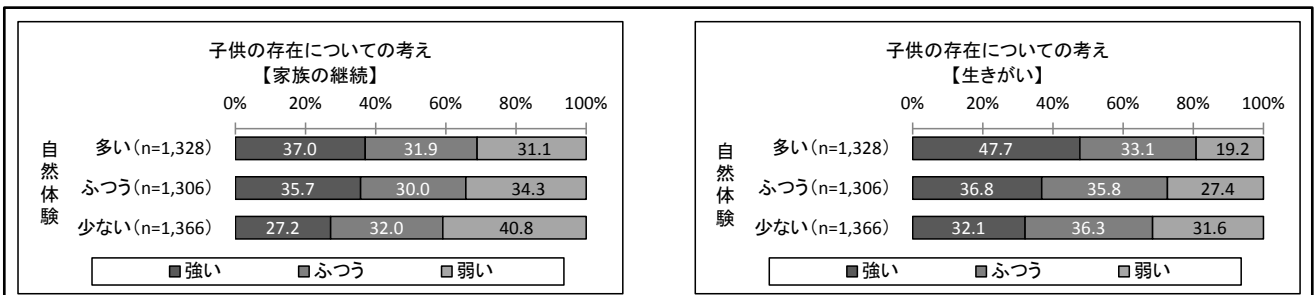 子供の存在についての考え
【家族の継続】
0% 20% 40% 60% 80% 100%
自然体験
多い(n=1,328) 37.0 31.9 31.1
ふつう(n=1,306) 35.7 30.0 34.3
少ない(n=1,366) 27.2 32.0 40.8
■強い ■ふつう ■弱い
子供の存在についての考え
【生きがい】
0% 20% 40% 60% 80% 100%
自然体験
多い(n=1,328) 47.7 33.1 19.2
ふつう(n=1,306) 36.8 35.8 27.4
少ない(n=1,366) 32.1 36.3 31.6
■強い ■ふつう ■弱い